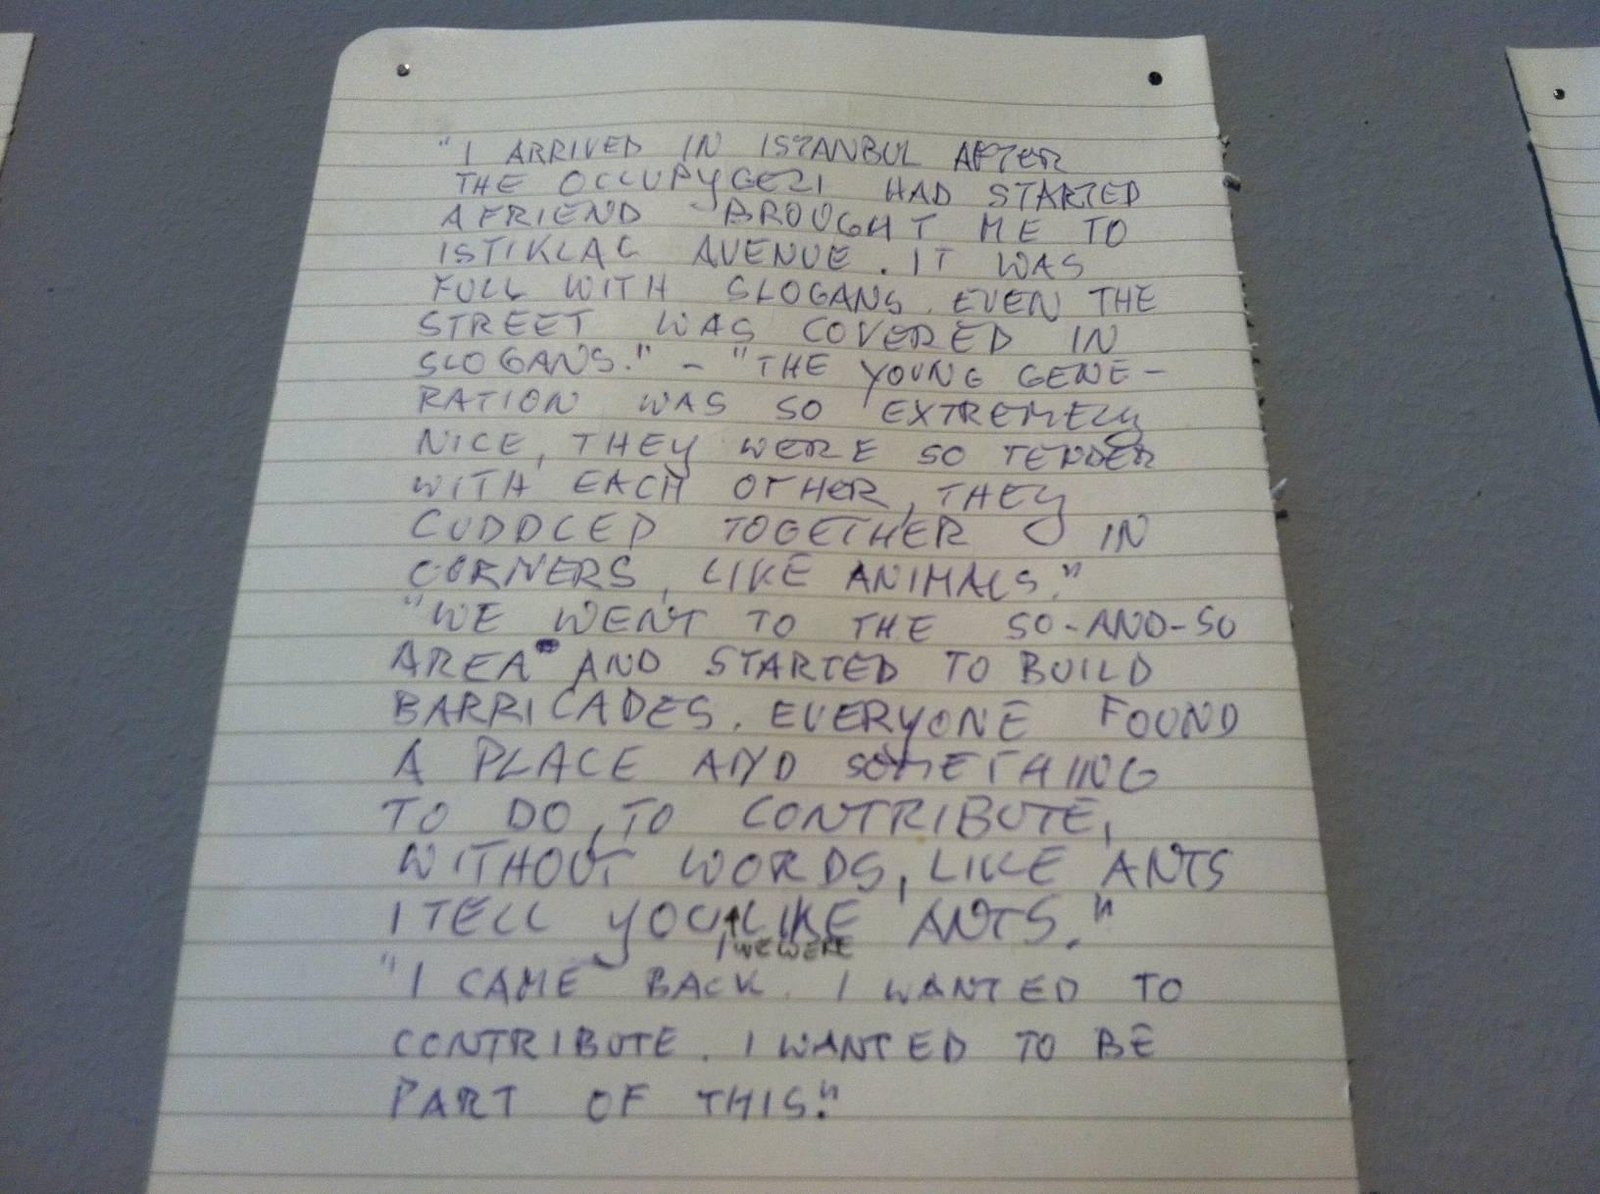 "I ARRIVED IN ISTANBUL AFTER
THE OCCUPYGEZI HAD STARTED
A FRIEND BROUGHT ME TO
ISTIKLAL AVENUE. IT WAS
FULL WITH SLOGANS. EVEN THE
STREET WAS COVERED IN
SLOGANS." – "THE YOUNG GENE-
RATION WAS SO EXTREMELY
NICE, THEY WERE SO TENDER
WITH EACH OTHER, THEY
CUDDLED TOGETHER IN
CORNERS, LIKE ANIMALS."
"WE WENT TO THE SO-AND-SO
AREA AND STARTED TO BUILD
BARRICADES. EVERYONE FOUND
A PLACE AND SOMETHING
TO DO, TO CONTRIBUTE,
WITHOUT WORDS, LIKE ANTS
I TELL YOU, LIKE ANTS."
WE WERE
"I CAME BACK. I WANTED TO
CONTRIBUTE. I WANTED TO BE
PART OF THIS."